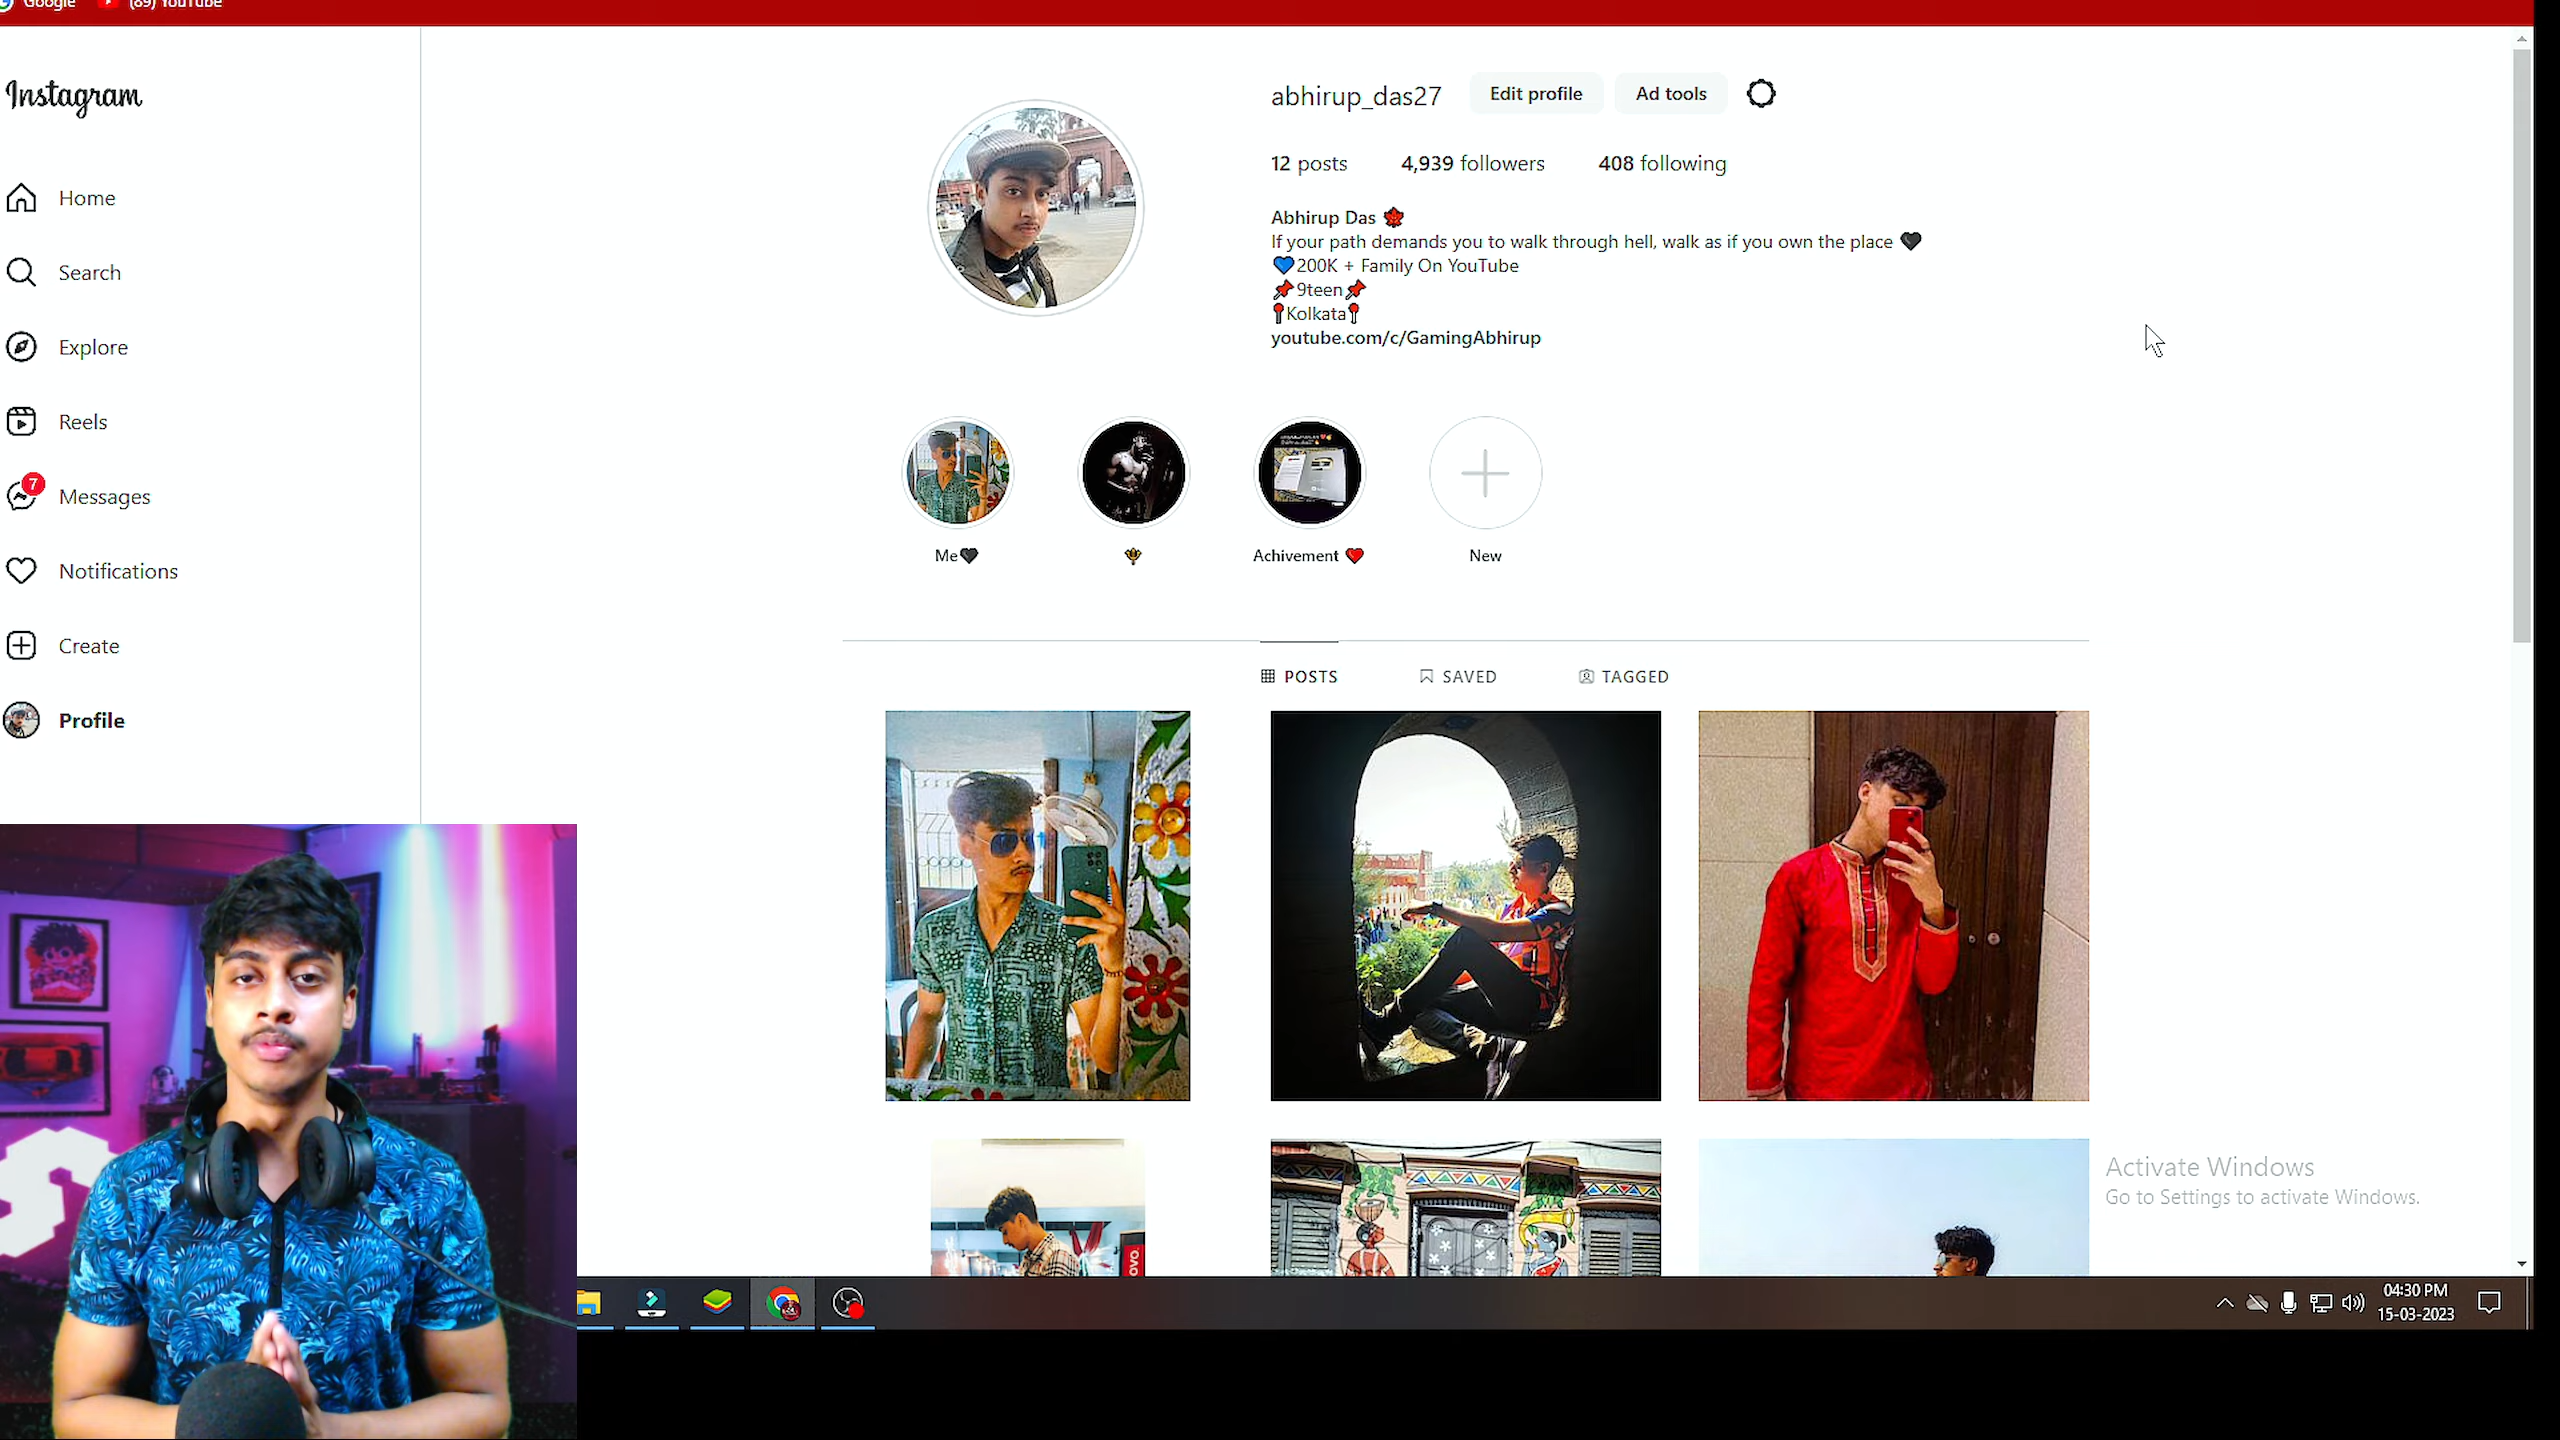 Google (89) YouTube
Instagram
Home
Search
Explore
Reels
7
Messages
Notifications
Create
Profile
abhirup_das27 Edit profile Ad tools
12 posts 4,939 followers 408 following
Abhirup Das 🍁
If your path demands you to walk through hell, walk as if you own the place 🖤
💙200K + Family On YouTube
📌9teen📌
📍Kolkata📍
youtube.com/c/GamingAbhirup
Me🖤 🔱 Achivement ❤️ New
POSTS SAVED TAGGED
Activate Windows
Go to Settings to activate Windows.
04:30 PM
15-03-2023